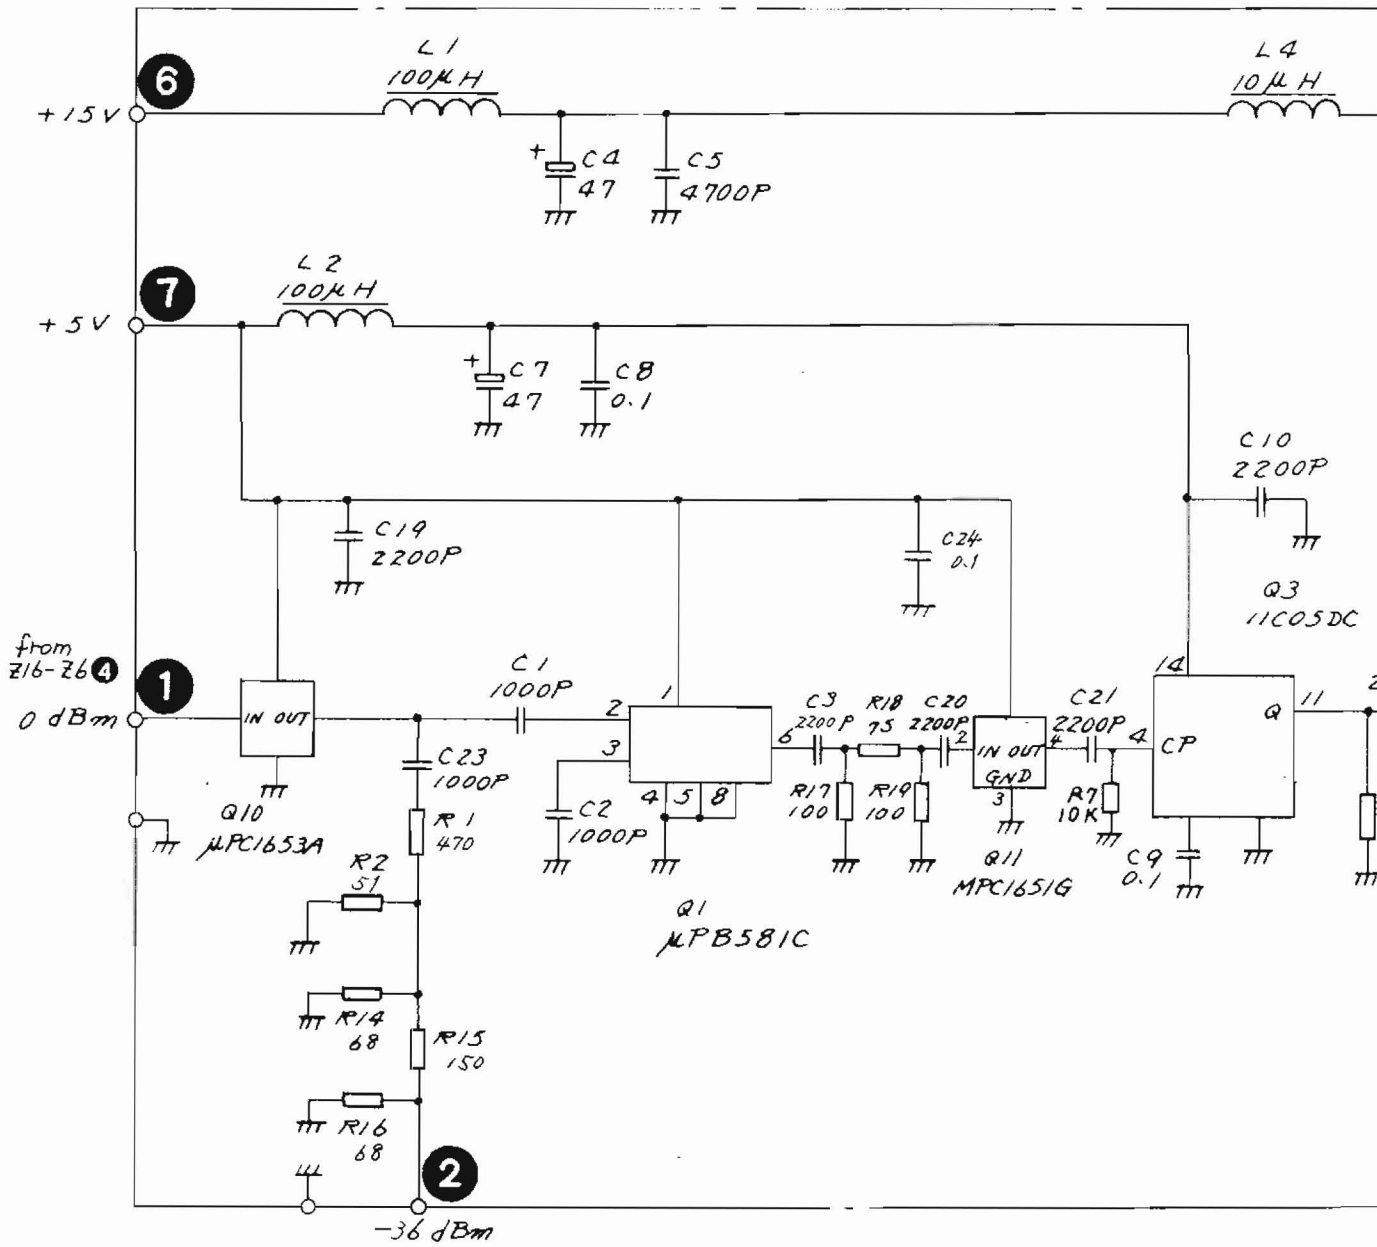 L1
100μH
L4
10μH
6
+15V
+
C4
47
C5
4700P
L2
100μH
7
+5V
+
C7
47
C8
0.1
C10
2200P
C19
2200P
C24
0.1
Q3
11C05DC
from
Z16-Z6 4
1
0 dBm
IN OUT
C1
1000P
C23
1000P
1
2
3
6
4 5 8
C3
2200P
R18
75
C20
2200P
2
IN OUT
GND
4
3
C21
2200P
14
4
CP
Q
11
2
Q10
μPC1653A
R1
470
C2
1000P
R17
100
R19
100
R7
10K
C9
0.1
Q11
MPC1651G
R2
51
Q1
μPB581C
R14
68
R15
150
R16
68
2
-36 dBm